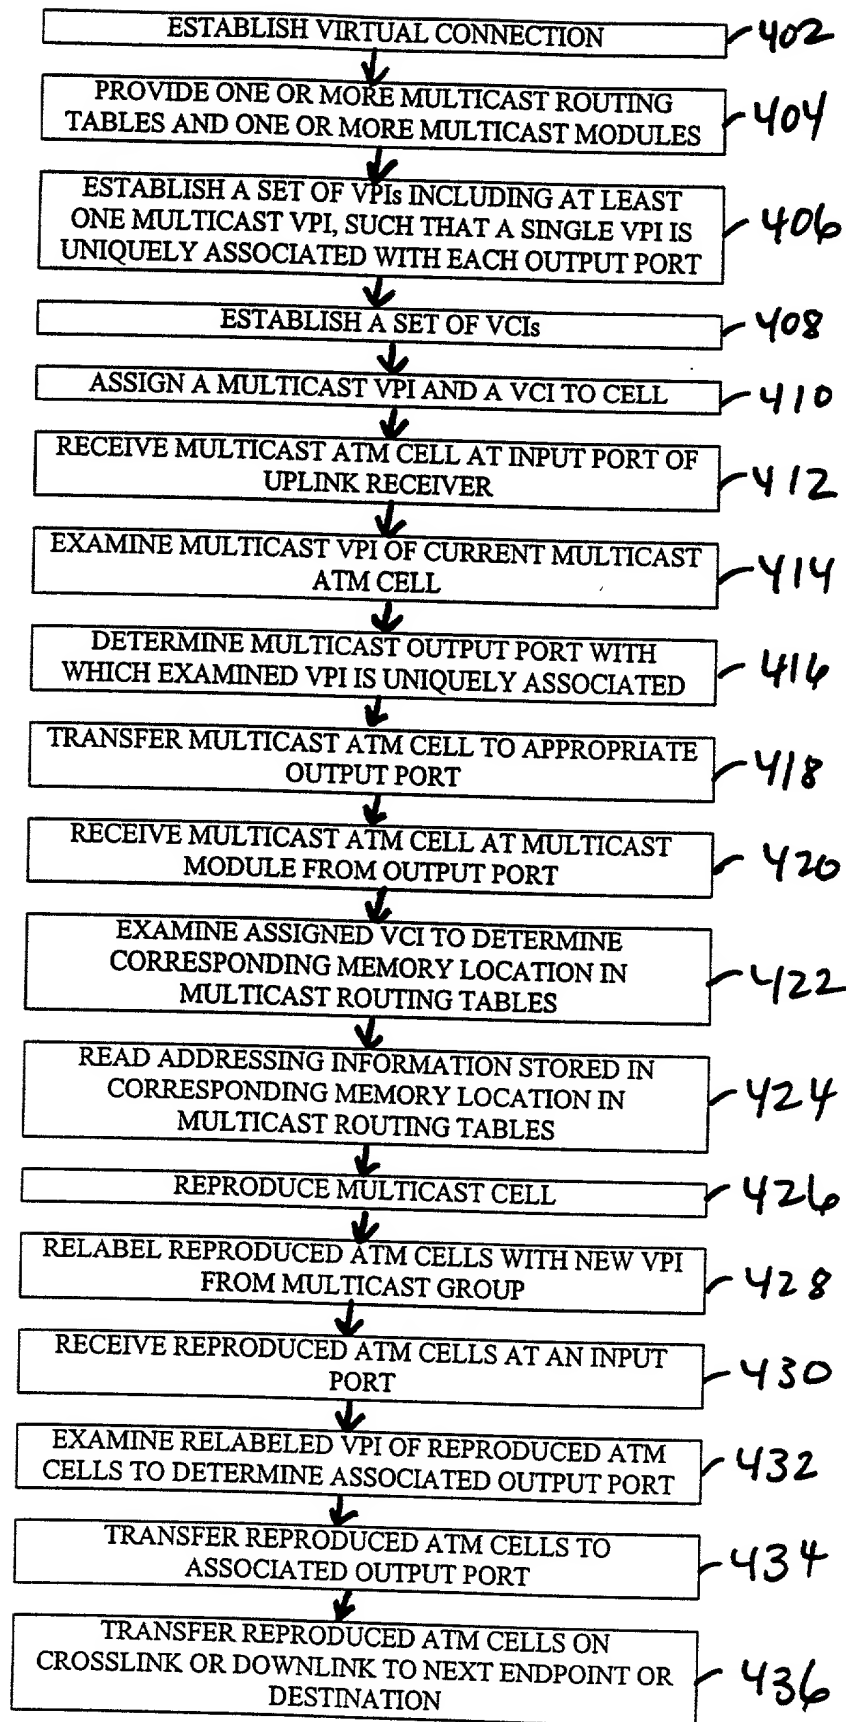 ESTABLISH VIRTUAL CONNECTION 402
PROVIDE ONE OR MORE MULTICAST ROUTING
TABLES AND ONE OR MORE MULTICAST MODULES 404
ESTABLISH A SET OF VPIs INCLUDING AT LEAST
ONE MULTICAST VPI, SUCH THAT A SINGLE VPI IS 406
UNIQUELY ASSOCIATED WITH EACH OUTPUT PORT
ESTABLISH A SET OF VCIs 408
ASSIGN A MULTICAST VPI AND A VCI TO CELL 410
RECEIVE MULTICAST ATM CELL AT INPUT PORT OF
UPLINK RECEIVER 412
EXAMINE MULTICAST VPI OF CURRENT MULTICAST
ATM CELL 414
DETERMINE MULTICAST OUTPUT PORT WITH
WHICH EXAMINED VPI IS UNIQUELY ASSOCIATED 416
TRANSFER MULTICAST ATM CELL TO APPROPRIATE
OUTPUT PORT 418
RECEIVE MULTICAST ATM CELL AT MULTICAST
MODULE FROM OUTPUT PORT 420
EXAMINE ASSIGNED VCI TO DETERMINE
CORRESPONDING MEMORY LOCATION IN 422
MULTICAST ROUTING TABLES
READ ADDRESSING INFORMATION STORED IN
CORRESPONDING MEMORY LOCATION IN 424
MULTICAST ROUTING TABLES
REPRODUCE MULTICAST CELL 426
RELABEL REPRODUCED ATM CELLS WITH NEW VPI
FROM MULTICAST GROUP 428
RECEIVE REPRODUCED ATM CELLS AT AN INPUT
PORT 430
EXAMINE RELABELED VPI OF REPRODUCED ATM
CELLS TO DETERMINE ASSOCIATED OUTPUT PORT 432
TRANSFER REPRODUCED ATM CELLS TO
ASSOCIATED OUTPUT PORT 434
TRANSFER REPRODUCED ATM CELLS ON
CROSSLINK OR DOWNLINK TO NEXT ENDPOINT OR 436
DESTINATION